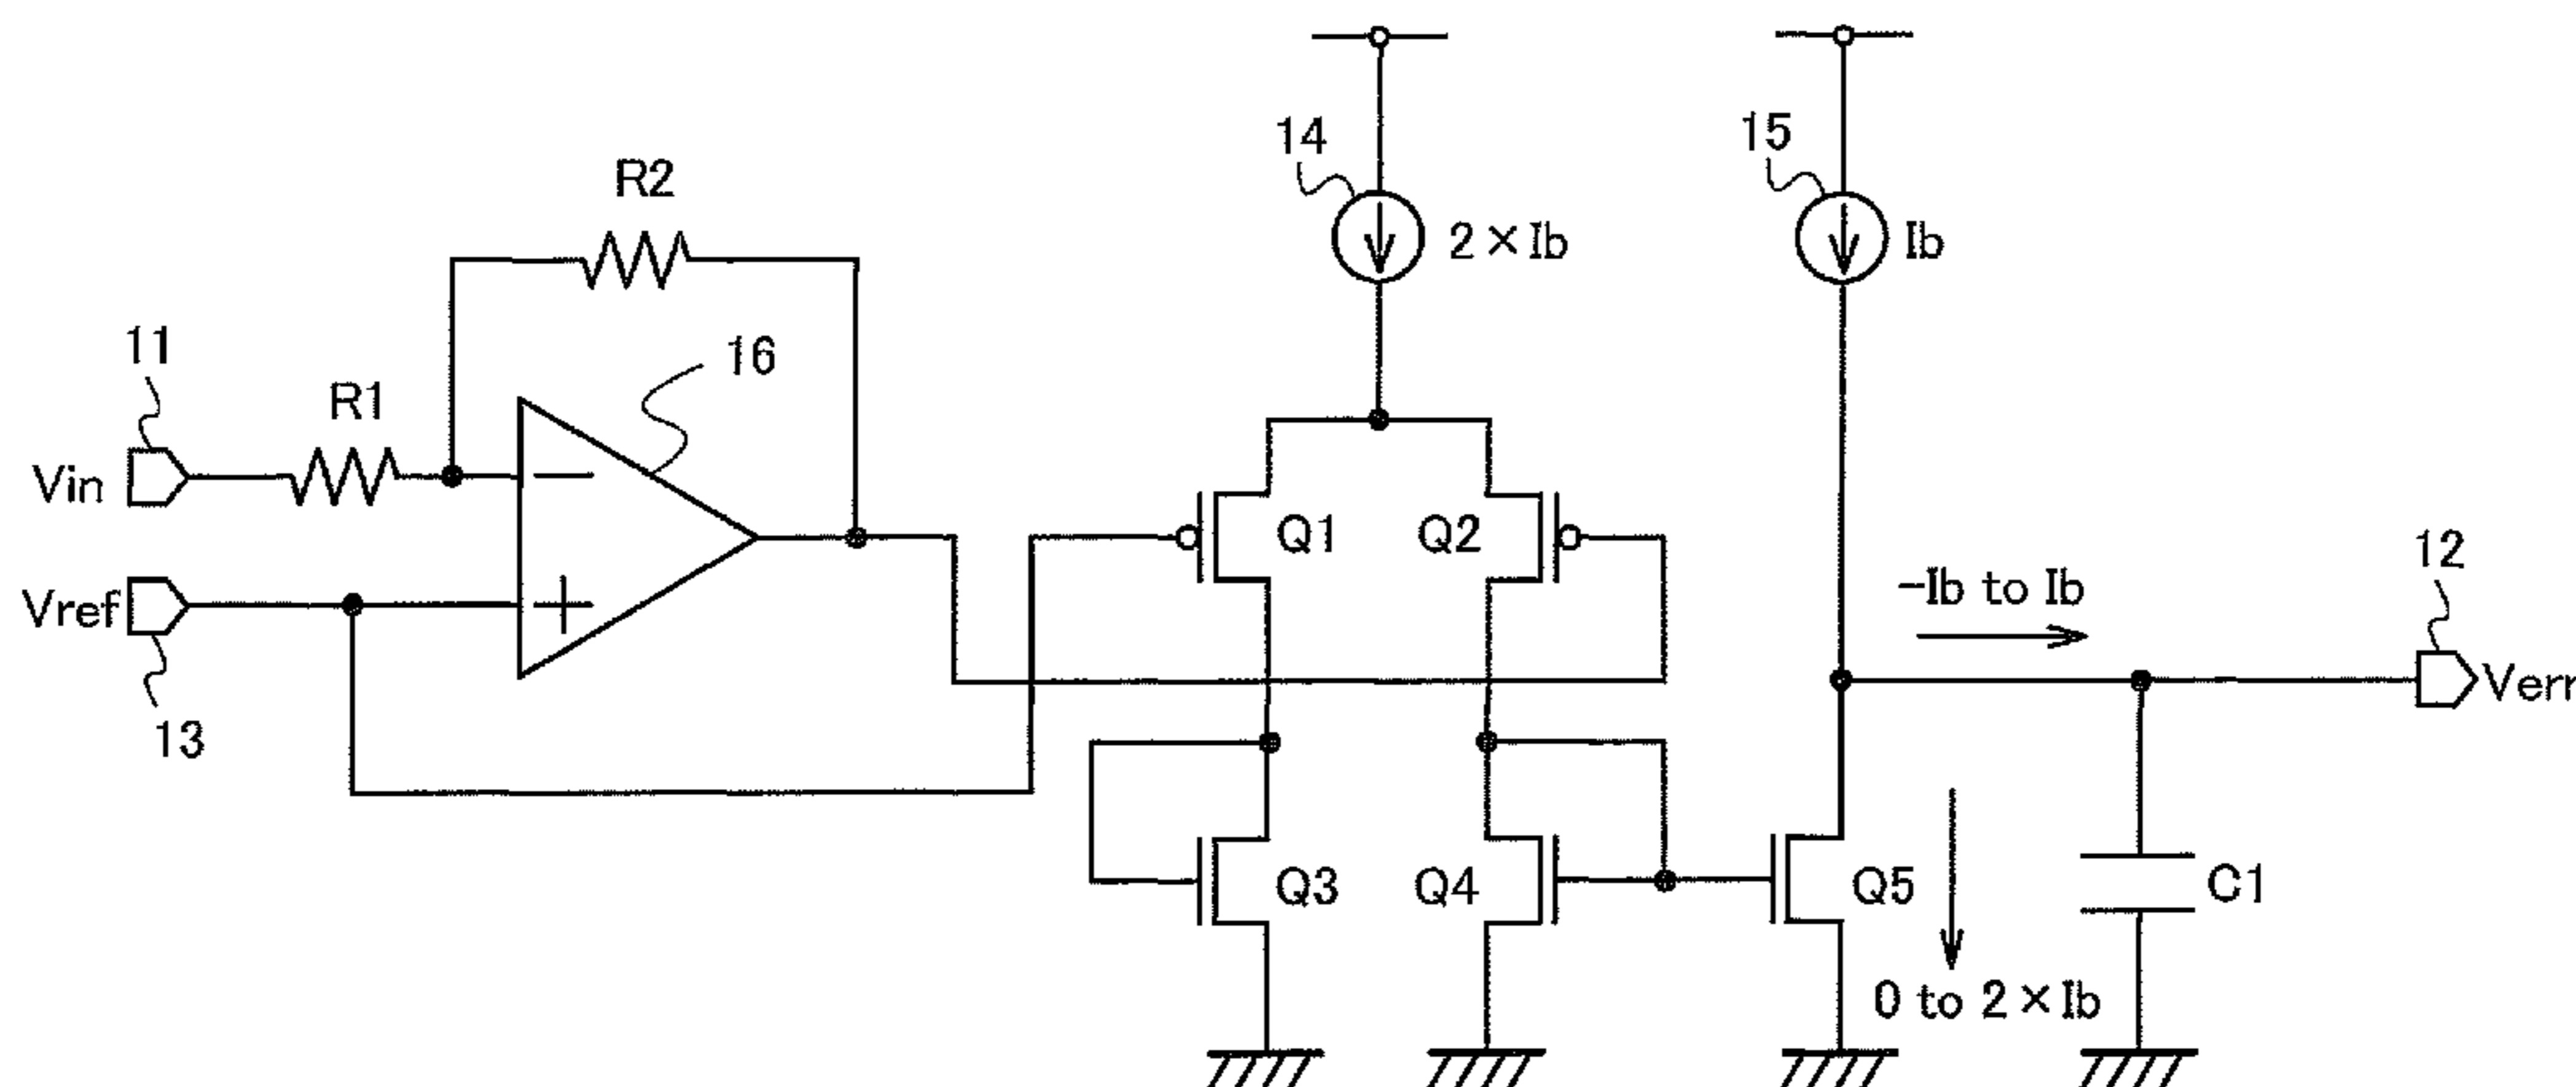 14
2×Ib
15
Ib
R2
11
R1
16
Vin
Vref
13
−
+
Q1
Q2
-Ib to Ib
12
Verr
Q3
Q4
Q5
C1
0 to 2×Ib